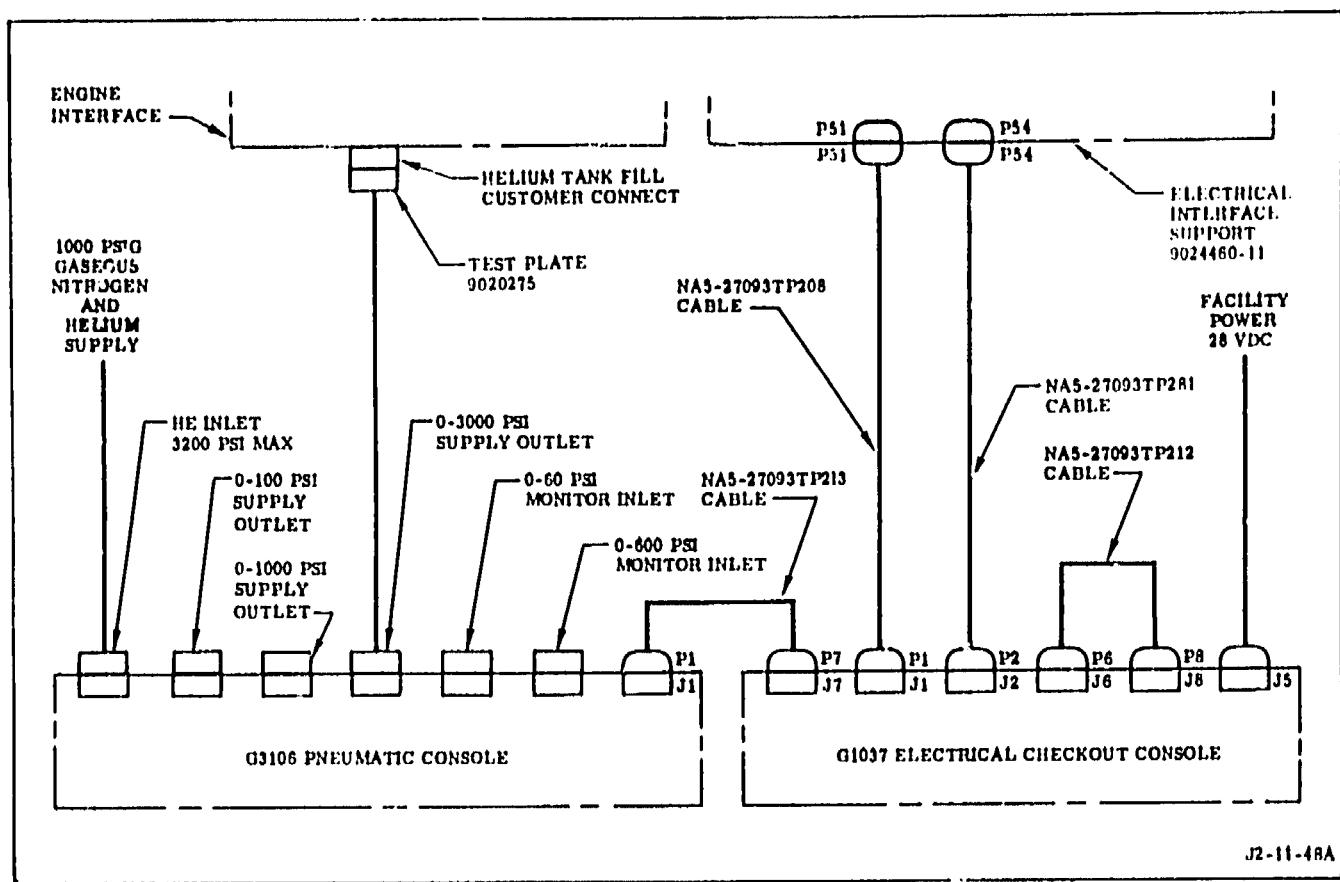 ENGINE
INTERFACE
P51
P51
P54
P54
HELIUM TANK FILL
CUSTOMER CONNECT
ELECTRICAL
INTERFACE
SUPPORT
9024460-11
1000 PSIG
GASEOUS
NITROGEN
AND
HELIUM
SUPPLY
TEST PLATE
9020275
NA5-27093TP208
CABLE
FACILITY
POWER
28 VDC
NA5-27093TP281
CABLE
HE INLET
3200 PSI MAX
0-3000 PSI
SUPPLY OUTLET
NA5-27093TP212
CABLE
0-100 PSI
SUPPLY
OUTLET
0-60 PSI
MONITOR INLET
NA5-27093TP213
CABLE
0-600 PSI
MONITOR INLET
0-1000 PSI
SUPPLY
OUTLET
P1
J1
P7
J7
P1
J1
P2
J2
P6
J6
P8
J8
J5
G3106 PNEUMATIC CONSOLE
G1037 ELECTRICAL CHECKOUT CONSOLE
J2-11-48A